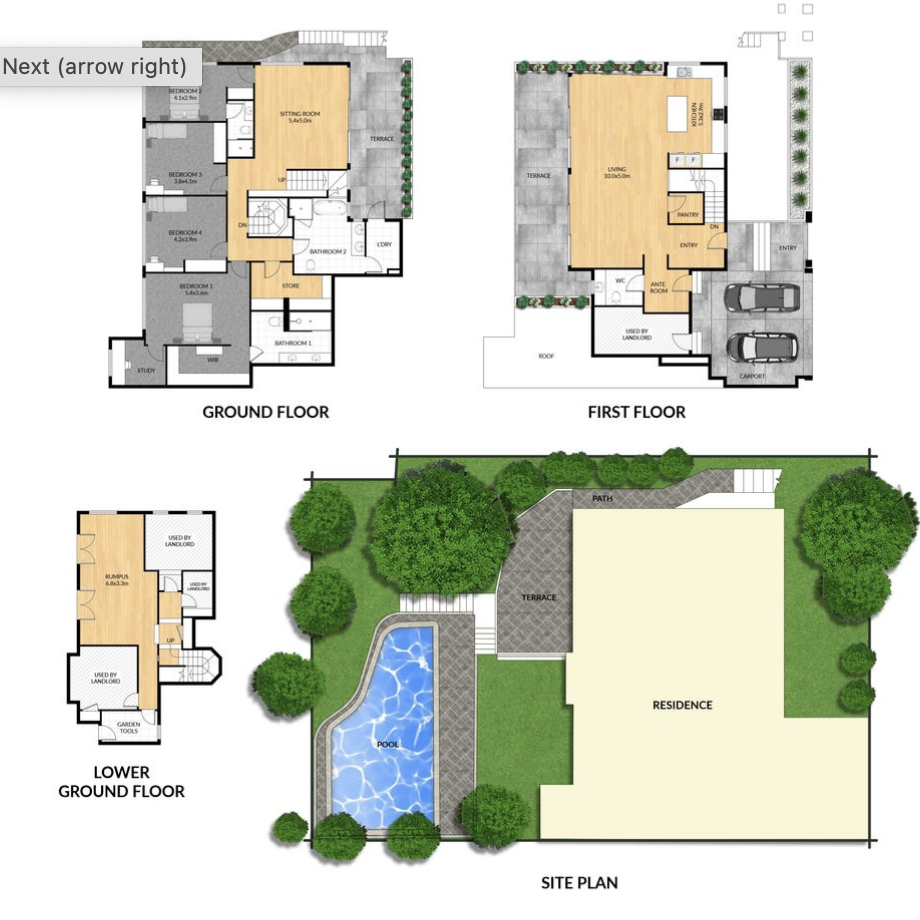 Next (arrow right)
BEDROOM 2
4.1x2.9m
SITTING ROOM
5.4x5.0m
BEDROOM 3
3.8x4.1m
TERRACE
UP
BEDROOM 4
4.2x3.9m
DN
BATHROOM 2
L'DRY
BEDROOM 1
5.4x3.6m
STORE
BATHROOM 1
WIR
STUDY
GROUND FLOOR
KITCHEN
5.3x2.9m
TERRACE
LIVING
10.0x5.0m
F F
PANTRY
DN
ENTRY
ENTRY
WC
ANTE
ROOM
USED BY
LANDLORD
ROOF
CARPORT
FIRST FLOOR
USED BY
LANDLORD
RUMPUS
6.8x3.3m
USED BY
LANDLORD
UP
USED BY
LANDLORD
GARDEN
TOOLS
LOWER
GROUND FLOOR
PATH
TERRACE
RESIDENCE
POOL
SITE PLAN